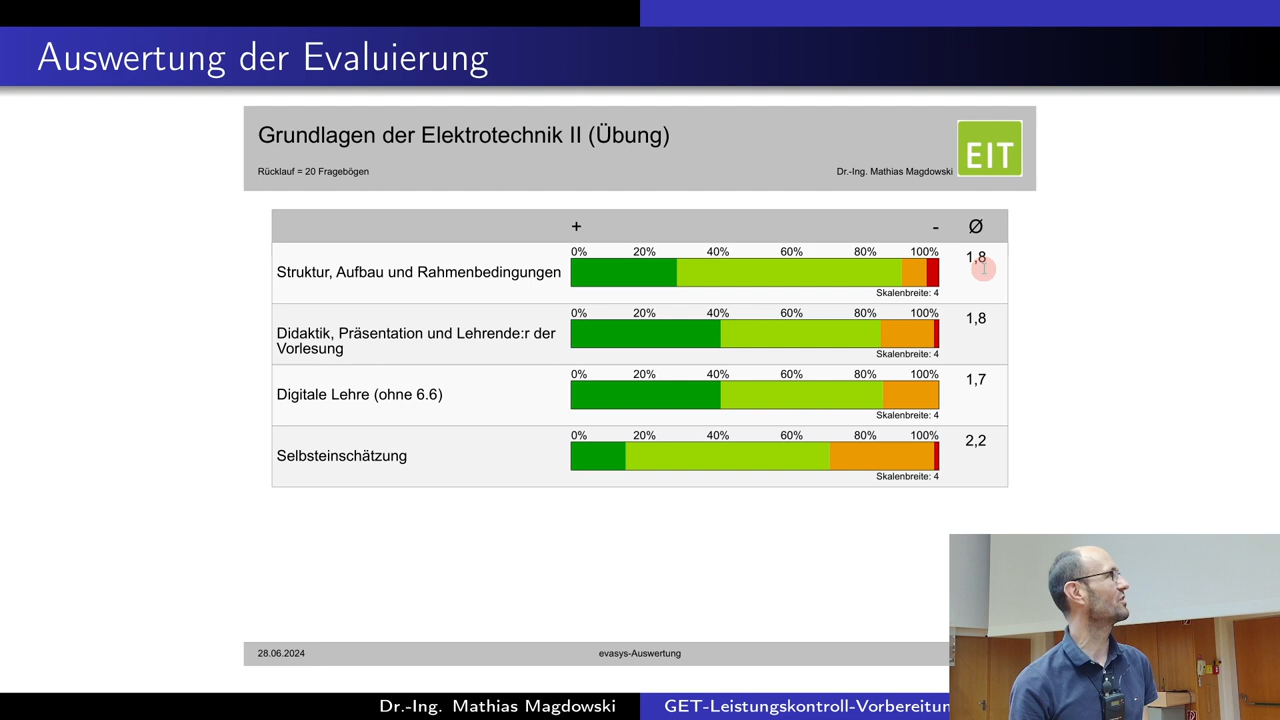 Auswertung der Evaluierung
Grundlagen der Elektrotechnik II (Übung)
EIT
Rücklauf = 20 Fragebögen
Dr.-Ing. Mathias Magdowski
+ - Ø
0% 20% 40% 60% 80% 100%
Struktur, Aufbau und Rahmenbedingungen
1,8
Skalenbreite: 4
0% 20% 40% 60% 80% 100%
Didaktik, Präsentation und Lehrende:r der
Vorlesung
1,8
Skalenbreite: 4
0% 20% 40% 60% 80% 100%
Digitale Lehre (ohne 6.6)
1,7
Skalenbreite: 4
0% 20% 40% 60% 80% 100%
Selbsteinschätzung
2,2
Skalenbreite: 4
28.06.2024
evasys-Auswertung
Dr.-Ing. Mathias Magdowski
GET-Leistungskontroll-Vorbereitun